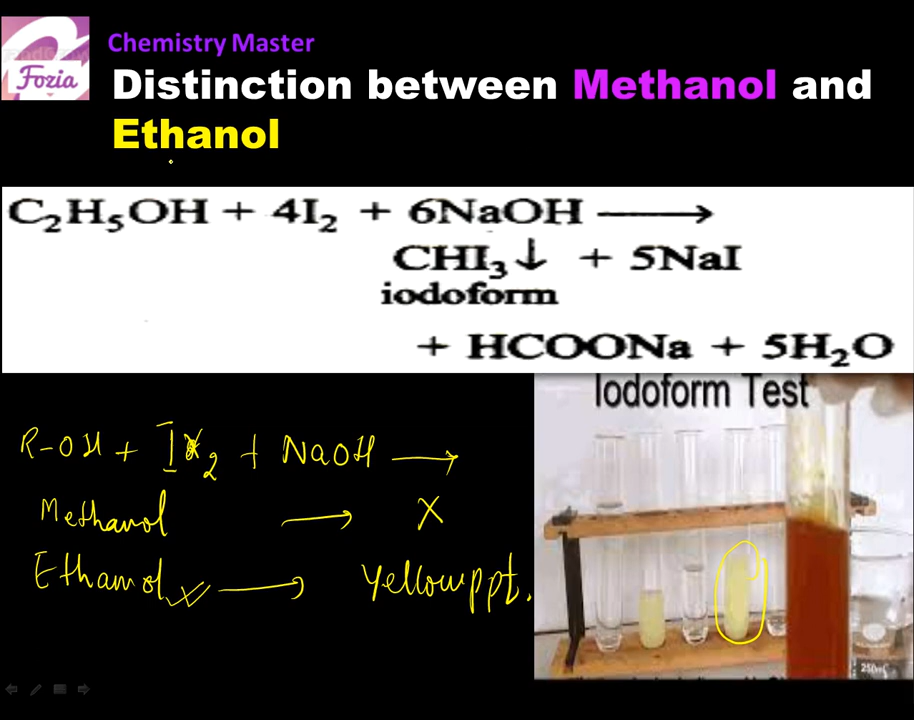 Fozia
Chemistry Master
Distinction between Methanol and
Ethanol
C₂H₅OH + 4I₂ + 6NaOH ⟶
CHI₃↓ + 5NaI
iodoform
+ HCOONa + 5H₂O
Iodoform Test
R-OH + I₂ + NaOH ⟶
Methanol ⟶ X
Ethanol ⟶ Yellow ppt.
250ml